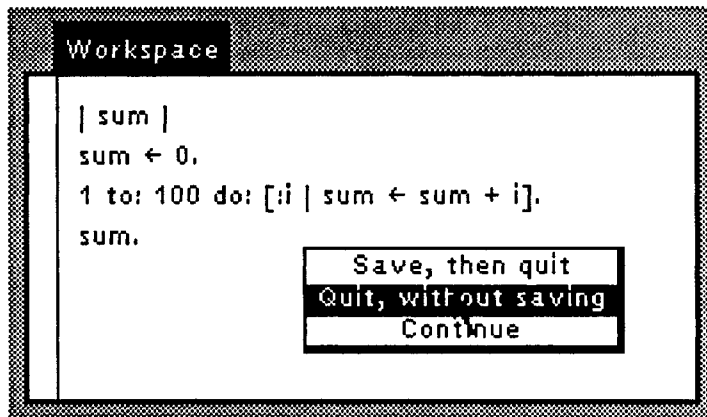 Workspace
| sum |
sum ← 0.
1 to: 100 do: [:i | sum ← sum + i].
sum.
Save, then quit
Quit, without saving
Continue